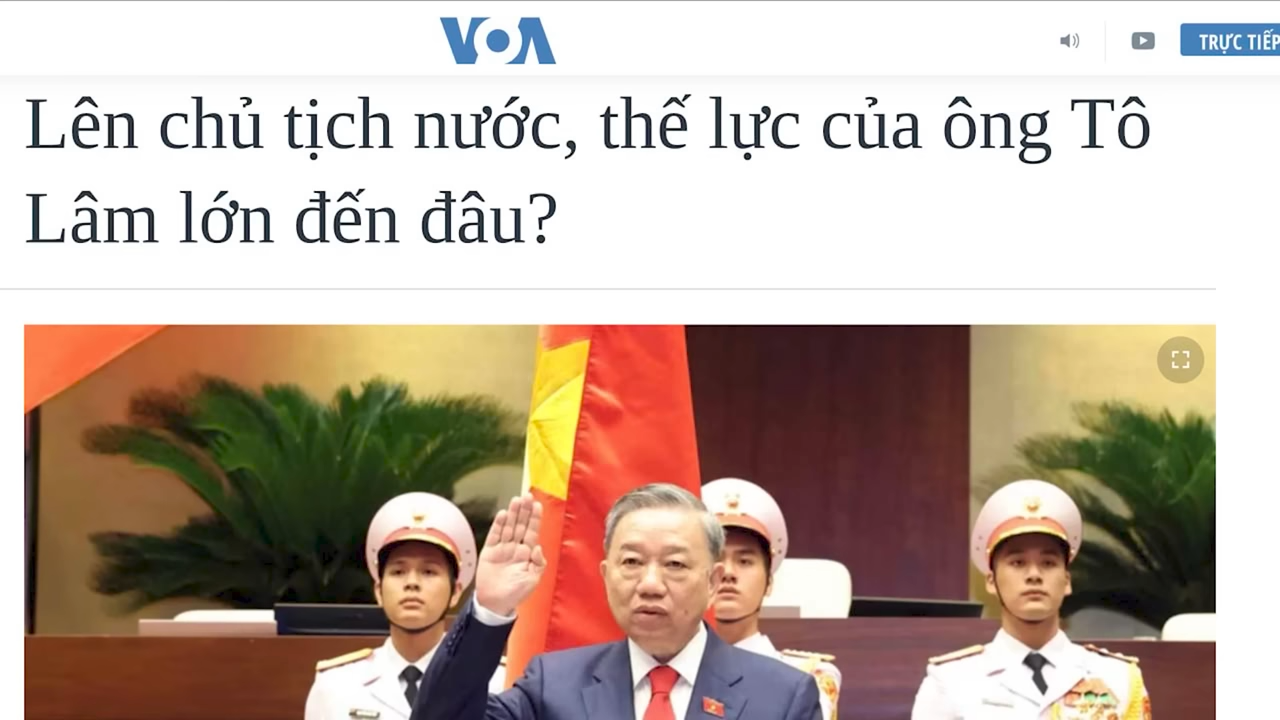 VOA
TRỰC TIẾP
Lên chủ tịch nước, thế lực của ông Tô
Lâm lớn đến đâu?